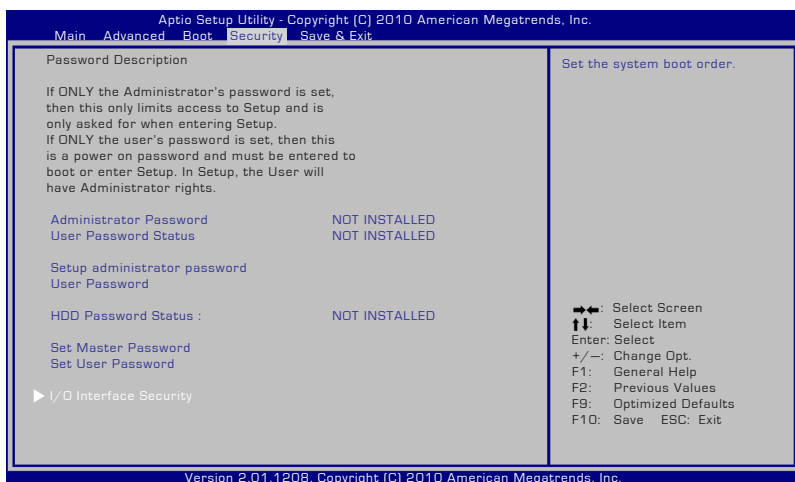 Aptio Setup Utility - Copyright (C) 2010 American Megatrends, Inc.
Main Advanced Boot Security Save & Exit
Password Description
If ONLY the Administrator's password is set,
then this only limits access to Setup and is
only asked for when entering Setup.
If ONLY the user's password is set, then this
is a power on password and must be entered to
boot or enter Setup. In Setup, the User will
have Administrator rights.
Administrator Password NOT INSTALLED
User Password Status NOT INSTALLED
Setup administrator password
User Password
HDD Password Status : NOT INSTALLED
Set Master Password
Set User Password
I/O Interface Security
Set the system boot order.
→←: Select Screen
↑↓: Select Item
Enter: Select
+/—: Change Opt.
F1: General Help
F2: Previous Values
F9: Optimized Defaults
F10: Save ESC: Exit
Version 2.01.1208. Copyright (C) 2010 American Megatrends, Inc.